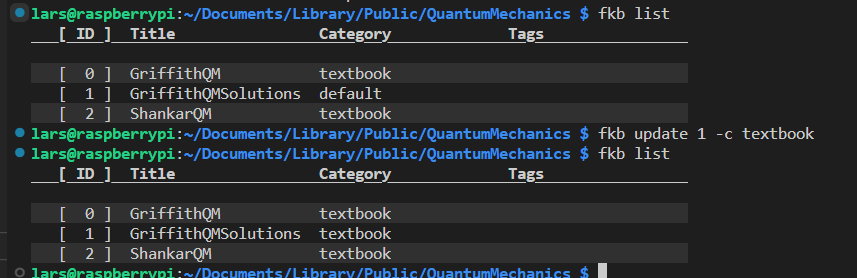 lars@raspberrypi:~/Documents/Library/Public/QuantumMechanics $ fkb list
[ ID ] Title Category Tags
[ 0 ] GriffithQM textbook
[ 1 ] GriffithQMSolutions default
[ 2 ] ShankarQM textbook
lars@raspberrypi:~/Documents/Library/Public/QuantumMechanics $ fkb update 1 -c textbook
lars@raspberrypi:~/Documents/Library/Public/QuantumMechanics $ fkb list
[ ID ] Title Category Tags
[ 0 ] GriffithQM textbook
[ 1 ] GriffithQMSolutions textbook
[ 2 ] ShankarQM textbook
lars@raspberrypi:~/Documents/Library/Public/QuantumMechanics $